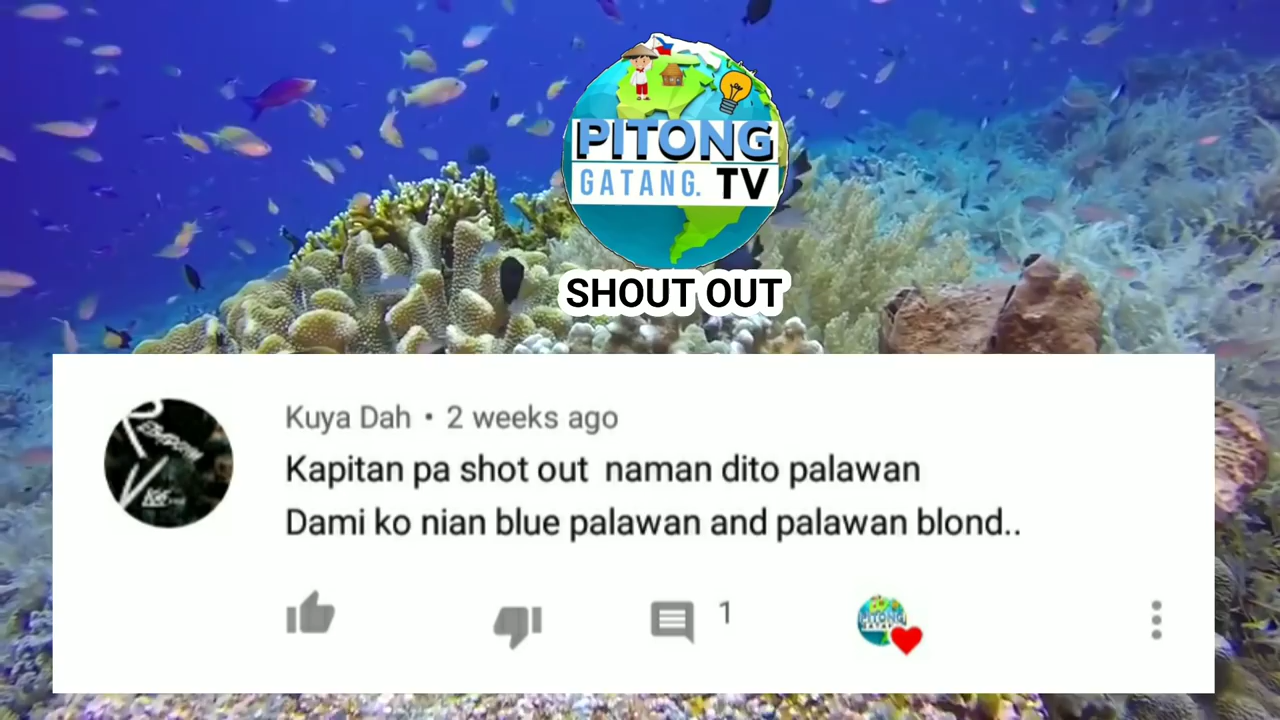 PITONG
GATANG. TV
SHOUT OUT
Kuya Dah • 2 weeks ago
Kapitan pa shot out naman dito palawan
Dami ko nian blue palawan and palawan blond..
1
PITONG